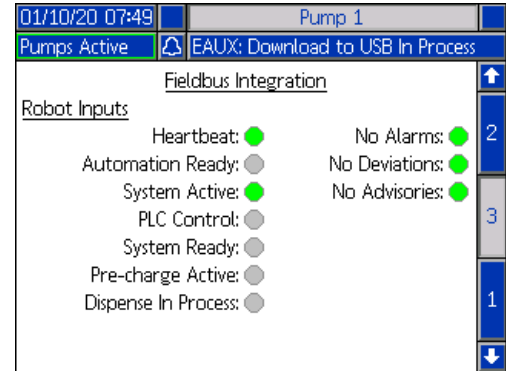 01/10/20 07:49 Pump 1
Pumps Active EAUX: Download to USB In Process
Fieldbus Integration
Robot Inputs
Heartbeat: No Alarms:
Automation Ready: No Deviations:
System Active: No Advisories:
PLC Control:
System Ready:
Pre-charge Active:
Dispense In Process:
2
3
1